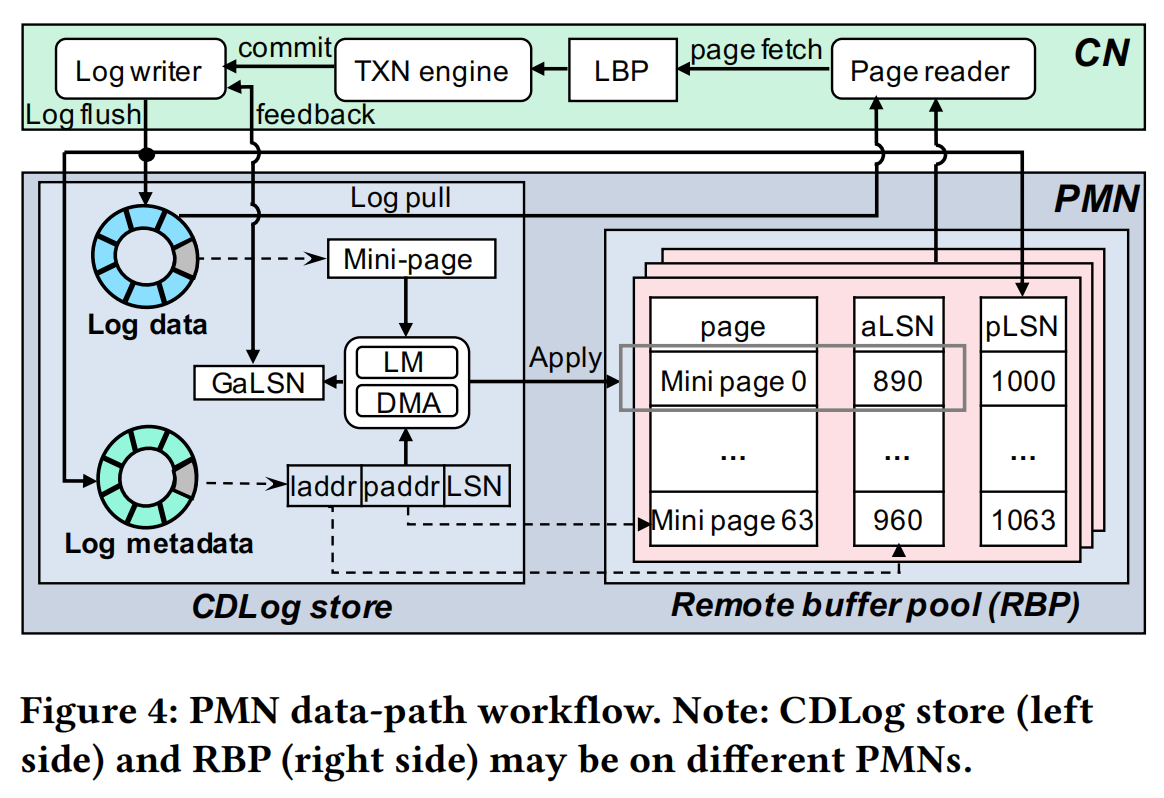 CN
Log writer
commit
TXN engine
LBP
page fetch
Page reader
Log flush
feedback
PMN
Log pull
Mini-page
Log data
LM
DMA
GaLSN
Apply
laddr paddr LSN
Log metadata
CDLog store
page aLSN pLSN
Mini page 0 890 1000
... ... ...
Mini page 63 960 1063
Remote buffer pool (RBP)
Figure 4: PMN data-path workflow. Note: CDLog store (left
side) and RBP (right side) may be on different PMNs.